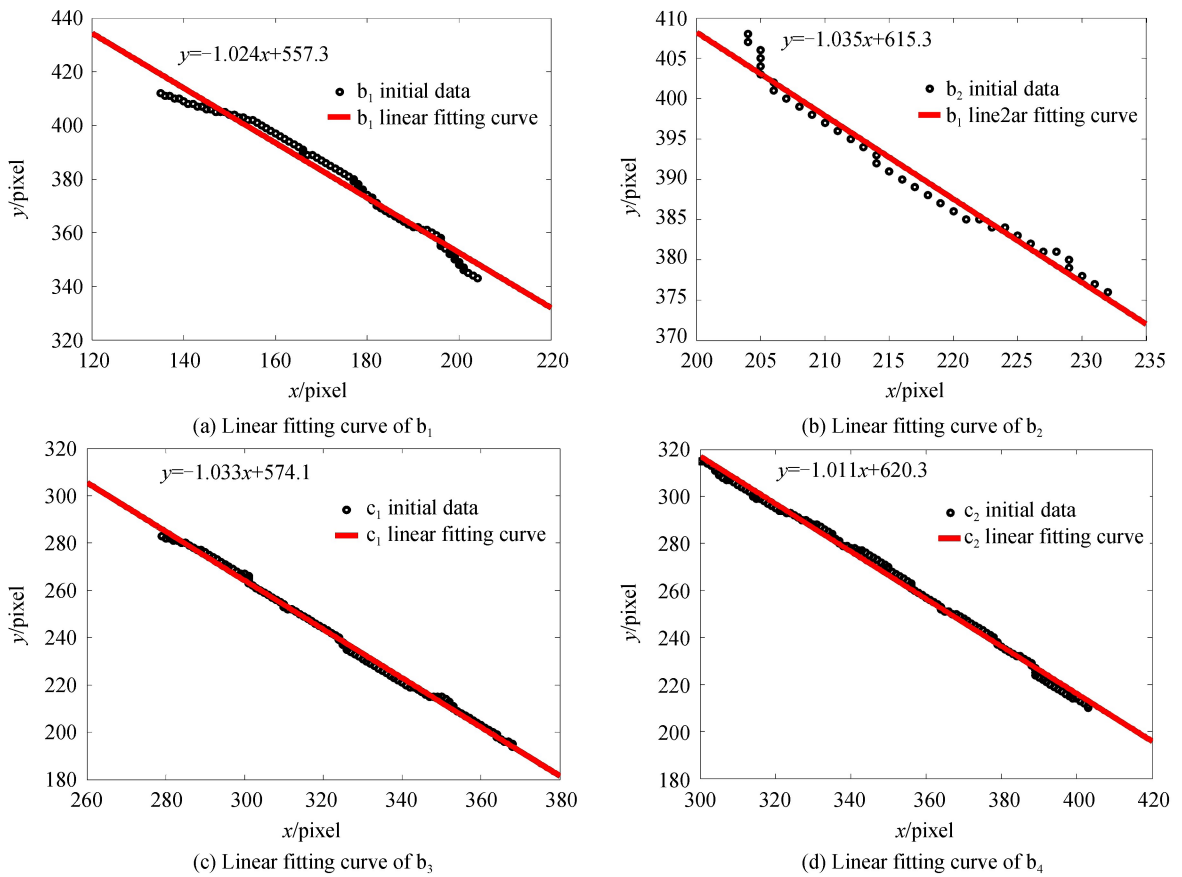 y=−1.024x+557.3
b₁ initial data
b₁ linear fitting curve
440
420
400
380
360
340
320
120 140 160 180 200 220
y/pixel
x/pixel
(a) Linear fitting curve of b₁
y=−1.035x+615.3
b₂ initial data
b₁ line2ar fitting curve
410
405
400
395
390
385
380
375
370
200 205 210 215 220 225 230 235
y/pixel
x/pixel
(b) Linear fitting curve of b₂
y=−1.033x+574.1
c₁ initial data
c₁ linear fitting curve
320
300
280
260
240
220
200
180
260 280 300 320 340 360 380
y/pixel
x/pixel
(c) Linear fitting curve of b₃
y=−1.011x+620.3
c₂ initial data
c₂ linear fitting curve
320
300
280
260
240
220
200
180
300 320 340 360 380 400 420
y/pixel
x/pixel
(d) Linear fitting curve of b₄